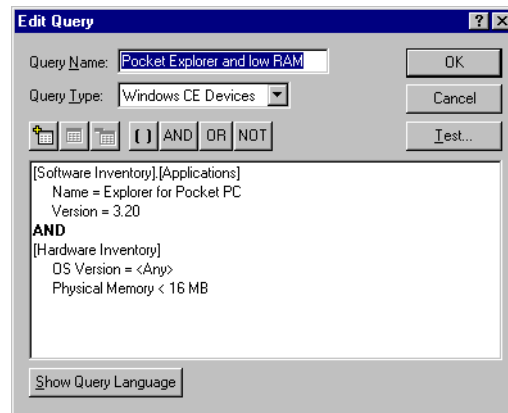 Edit Query
Query Name: Pocket Explorer and low RAM
OK
Query Type: Windows CE Devices
Cancel
( ) AND OR NOT
Test...
[Software Inventory].[Applications]
Name = Explorer for Pocket PC
Version = 3.20
AND
[Hardware Inventory]
OS Version = <Any>
Physical Memory < 16 MB
Show Query Language